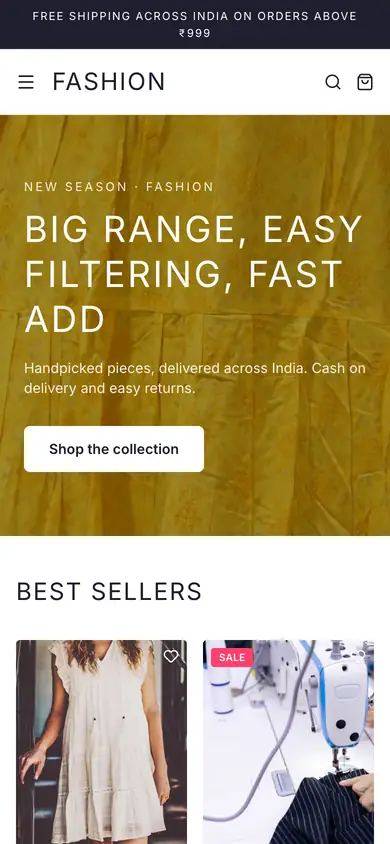 FREE SHIPPING ACROSS INDIA ON ORDERS ABOVE
₹999
FASHION
NEW SEASON · FASHION
BIG RANGE, EASY
FILTERING, FAST
ADD
Handpicked pieces, delivered across India. Cash on
delivery and easy returns.
Shop the collection
BEST SELLERS
SALE